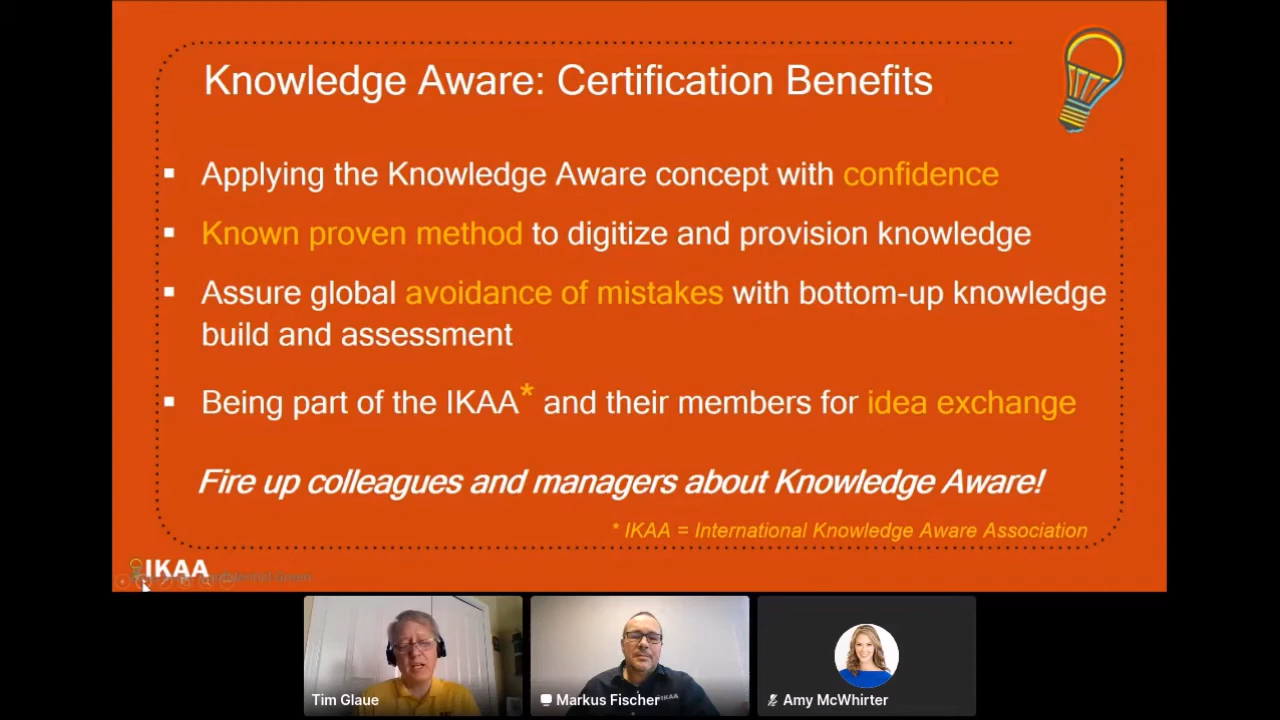 Knowledge Aware: Certification Benefits
▪ Applying the Knowledge Aware concept with confidence
▪ Known proven method to digitize and provision knowledge
▪ Assure global avoidance of mistakes with bottom-up knowledge
build and assessment
▪ Being part of the IKAA* and their members for idea exchange
Fire up colleagues and managers about Knowledge Aware!
* IKAA = International Knowledge Aware Association
IKAA
IKAA
Tim Glaue
Markus Fischer
Amy McWhirter